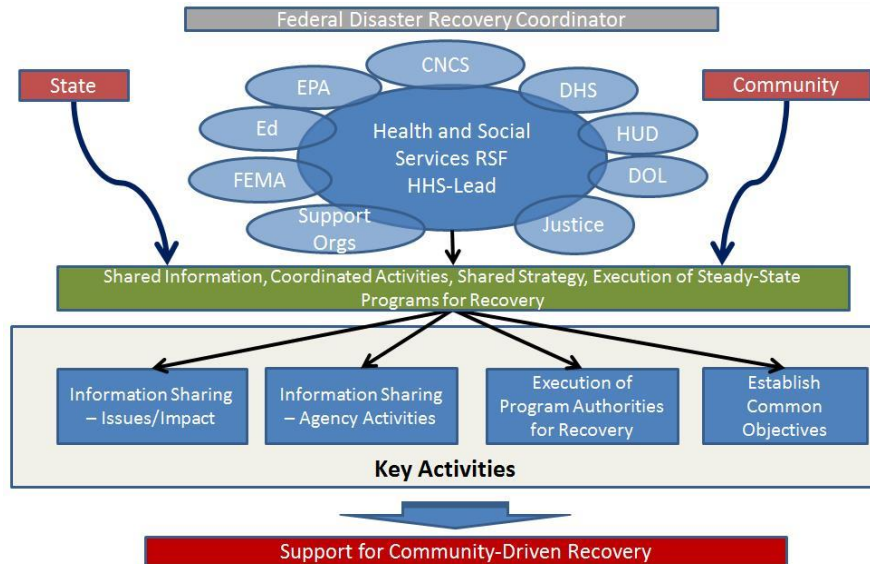 Federal Disaster Recovery Coordinator
CNCS
EPA
DHS
State
Community
Ed
HUD
Health and Social
Services RSF
HHS-Lead
FEMA
DOL
Support
Orgs
Justice
Shared Information, Coordinated Activities, Shared Strategy, Execution of Steady-State
Programs for Recovery
Information Sharing
– Issues/Impact
Information Sharing
– Agency Activities
Execution of
Program Authorities
for Recovery
Establish
Common
Objectives
Key Activities
Support for Community-Driven Recovery